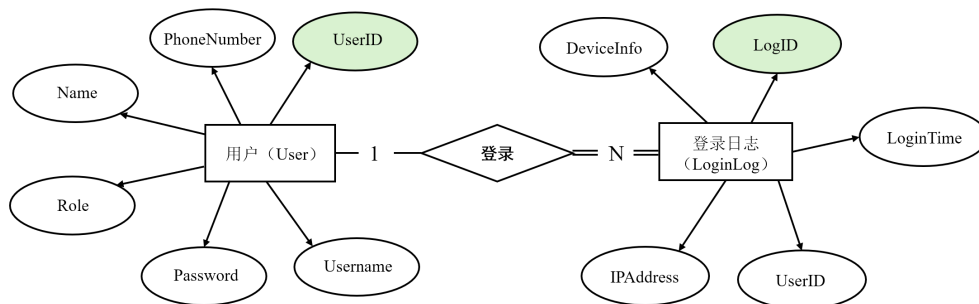 PhoneNumber
UserID
DeviceInfo
LogID
Name
LoginTime
用户（User）
1
登录
N
登录日志
（LoginLog）
Role
Password
Username
IPAddress
UserID